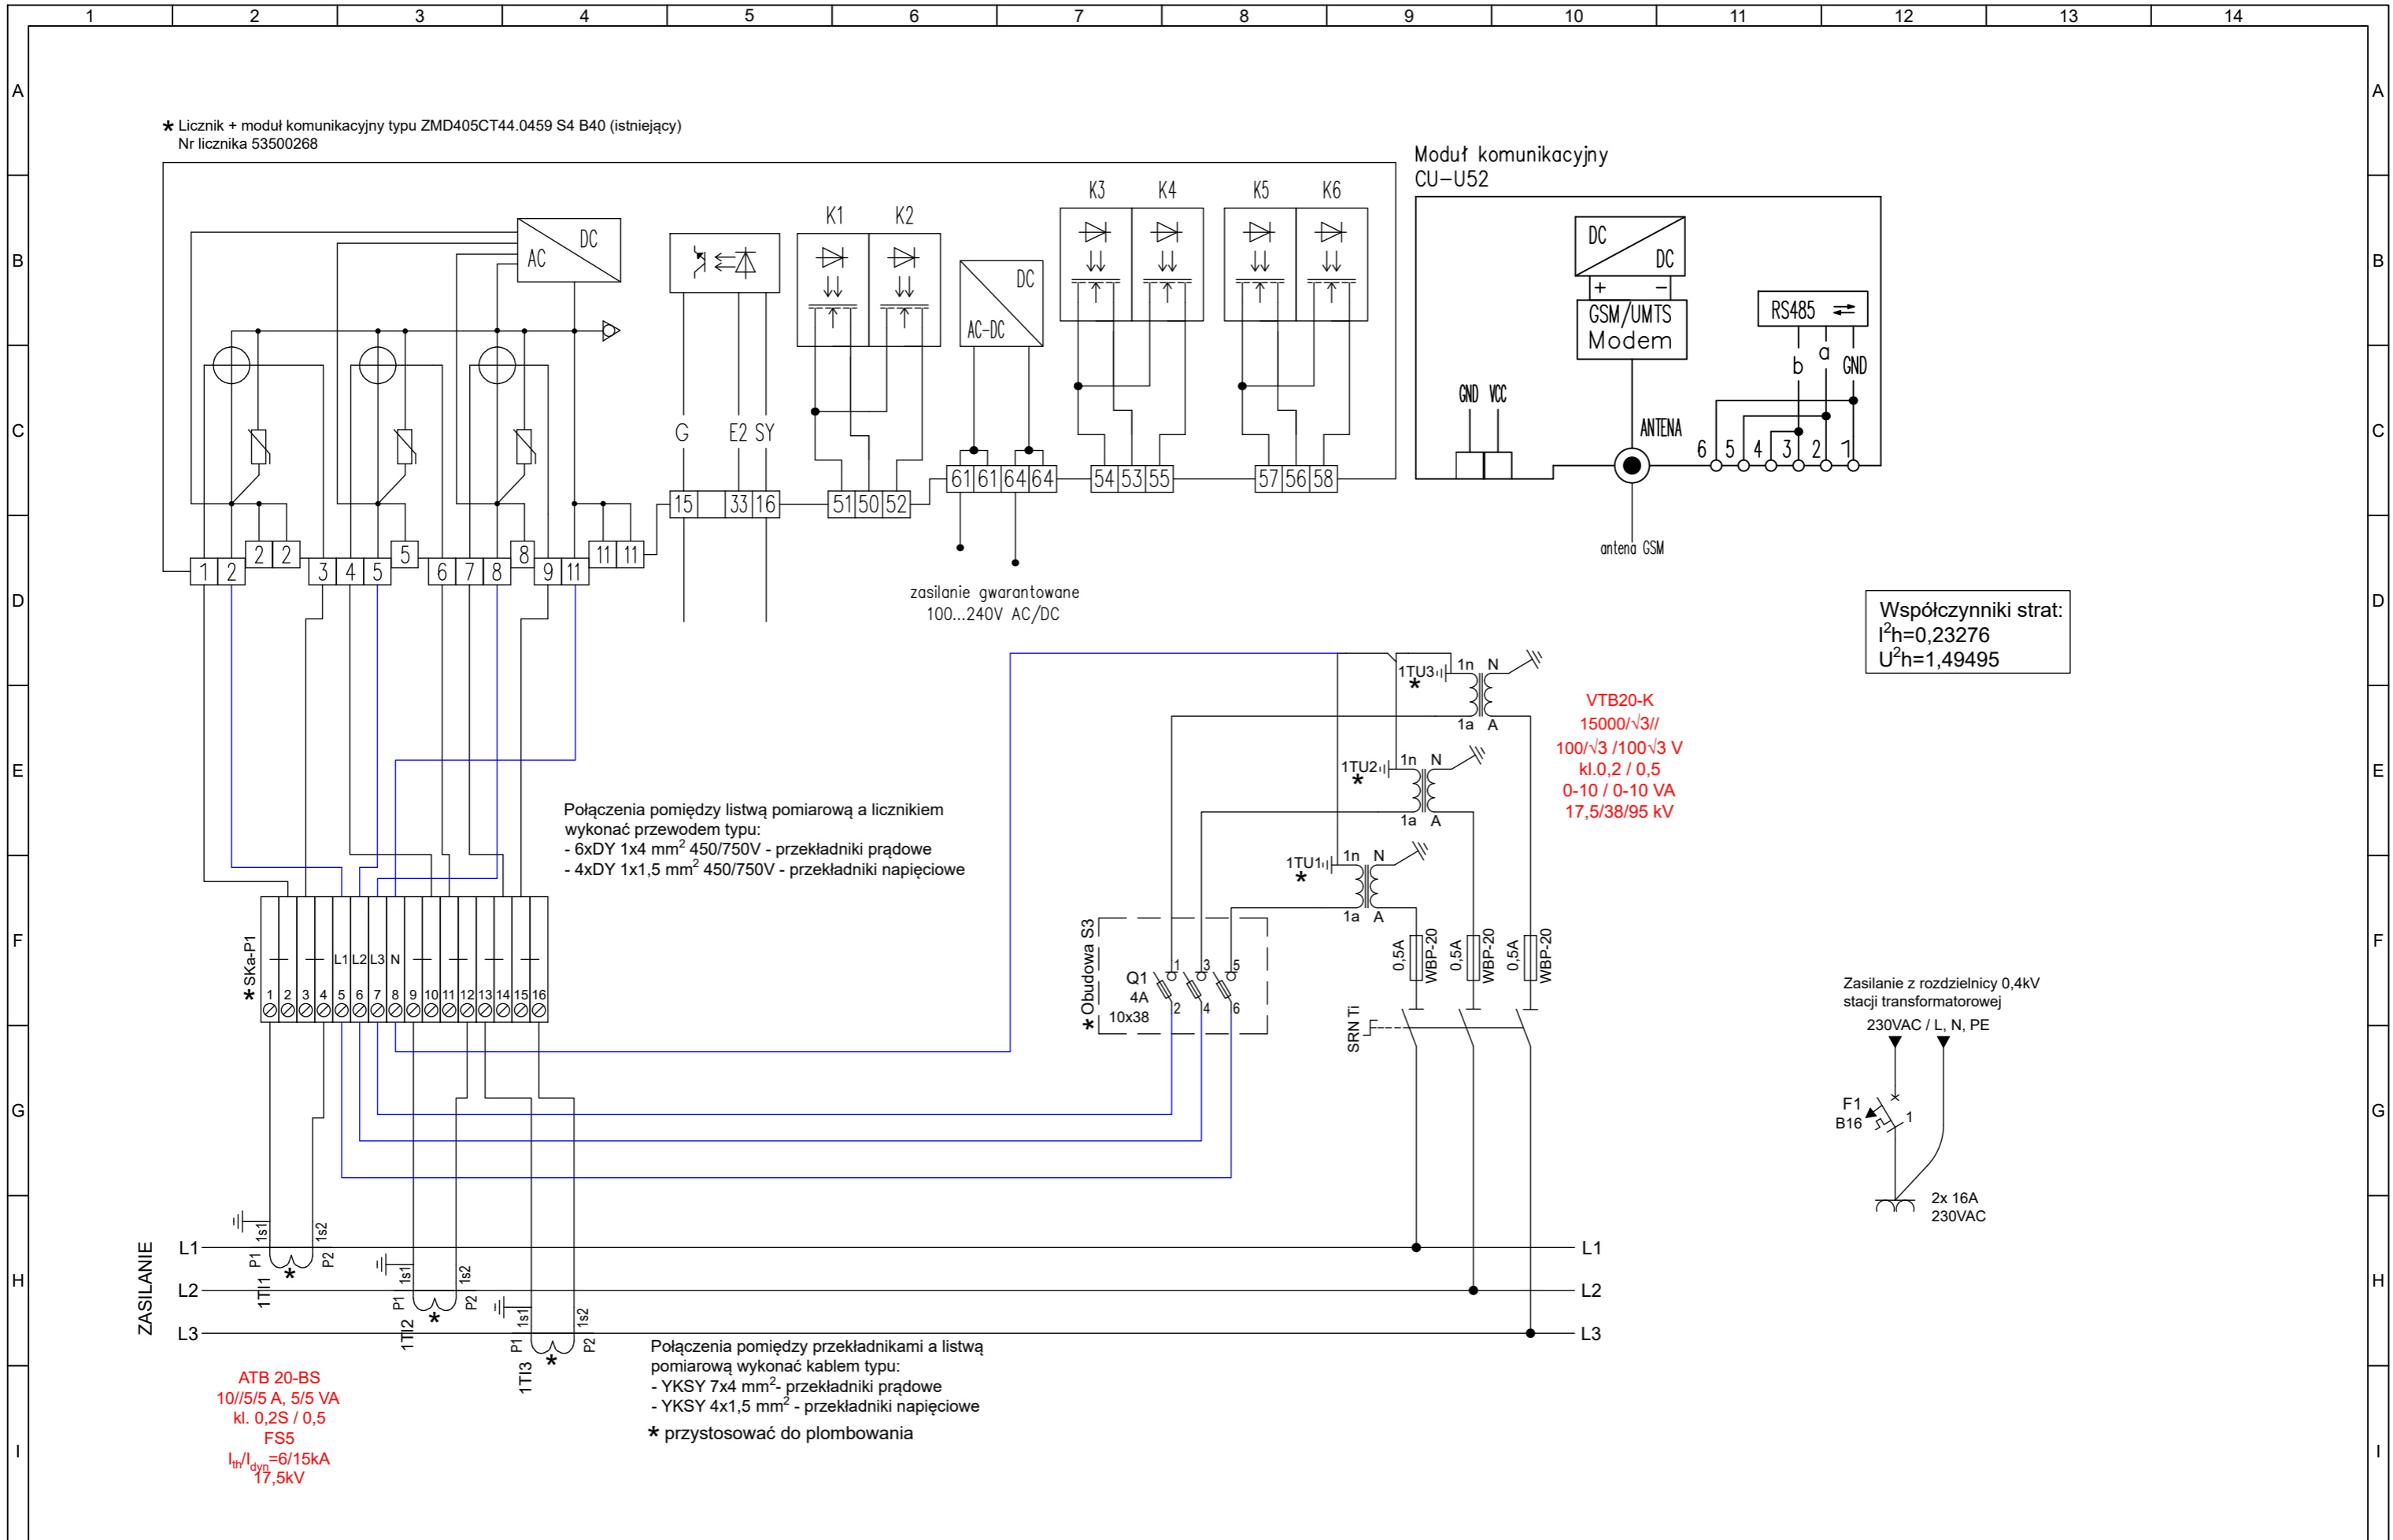 1 2 3 4 5 6 7 8 9 10 11 12 13 14
A A
* Licznik + moduł komunikacyjny typu ZMD405CT44.0459 S4 B40 (istniejący)
Nr licznika 53500268
Moduł komunikacyjny
CU-U52
K1 K2 K3 K4 K5 K6
B B
AC DC
AC-DC DC
DC DC
+ −
GSM/UMTS
Modem
RS485
b a GND
GND VCC
ANTENA
6 5 4 3 2 1
antena GSM
C C
G E2 SY
15 33 16
51 50 52
61 61 64 64
54 53 55
57 56 58
2 2 5 8 11 11
1 2 3 4 5 6 7 8 9 11
zasilanie gwarantowane
100...240V AC/DC
D D
Współczynniki strat:
I²h=0,23276
U²h=1,49495
1TU3 1n N
*
1a A
1TU2 1n N
*
1a A
1TU1 1n N
*
1a A
VTB20-K
15000/√3//
100/√3 /100√3 V
kl.0,2 / 0,5
0-10 / 0-10 VA
17,5/38/95 kV
E E
Połączenia pomiędzy listwą pomiarową a licznikiem
wykonać przewodem typu:
- 6xDY 1x4 mm² 450/750V - przekładniki prądowe
- 4xDY 1x1,5 mm² 450/750V - przekładniki napięciowe
F F
* SKa-P1
L1 L2 L3 N
1 2 3 4 5 6 7 8 9 10 11 12 13 14 15 16
* Obudowa S3
Q1
4A
10x38
1 3 5
2 4 6
0,5A WBP-20
0,5A WBP-20
0,5A WBP-20
SRN Ti
Zasilanie z rozdzielnicy 0,4kV
stacji transformatorowej
230VAC / L, N, PE
F1
B16
1
2x 16A
230VAC
G G
H H
ZASILANIE
L1 L1
L2 L2
L3 L3
1s1 1s2
P1 P2
1TI1 *
1s1 1s2
P1 P2
1TI2 *
1s1 1s2
P1 P2
1TI3 *
ATB 20-BS
10//5/5 A, 5/5 VA
kl. 0,2S / 0,5
FS5
Ith/Idyn=6/15kA
17,5kV
Połączenia pomiędzy przekładnikami a listwą
pomiarową wykonać kablem typu:
- YKSY 7x4 mm²- przekładniki prądowe
- YKSY 4x1,5 mm² - przekładniki napięciowe
* przystosować do plombowania
I I